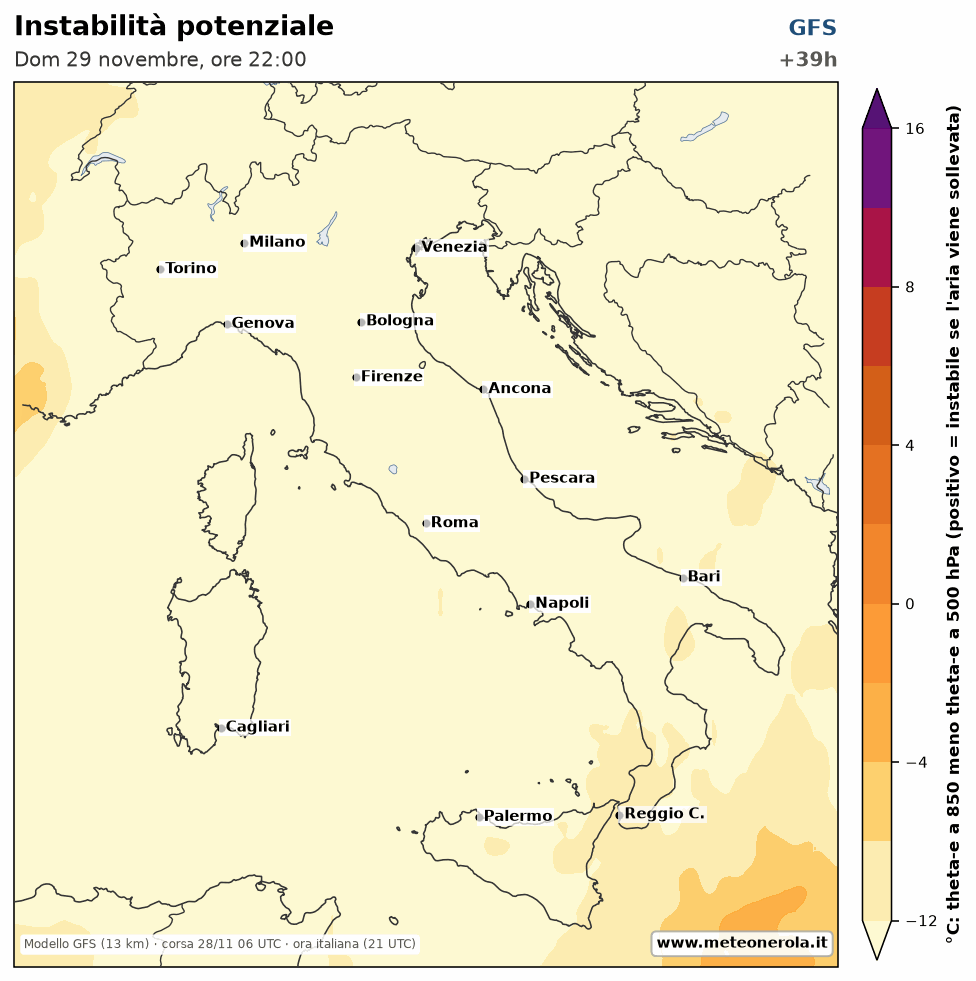 Instabilità potenziale
GFS
Dom 29 novembre, ore 22:00
+39h
Milano
Venezia
Torino
Genova
Bologna
Firenze
Ancona
Pescara
Roma
Bari
Napoli
Cagliari
Palermo
Reggio C.
16
8
4
0
−4
−12
°C: theta-e a 850 meno theta-e a 500 hPa (positivo = instabile se l'aria viene sollevata)
Modello GFS (13 km) · corsa 28/11 06 UTC · ora italiana (21 UTC)
www.meteonerola.it